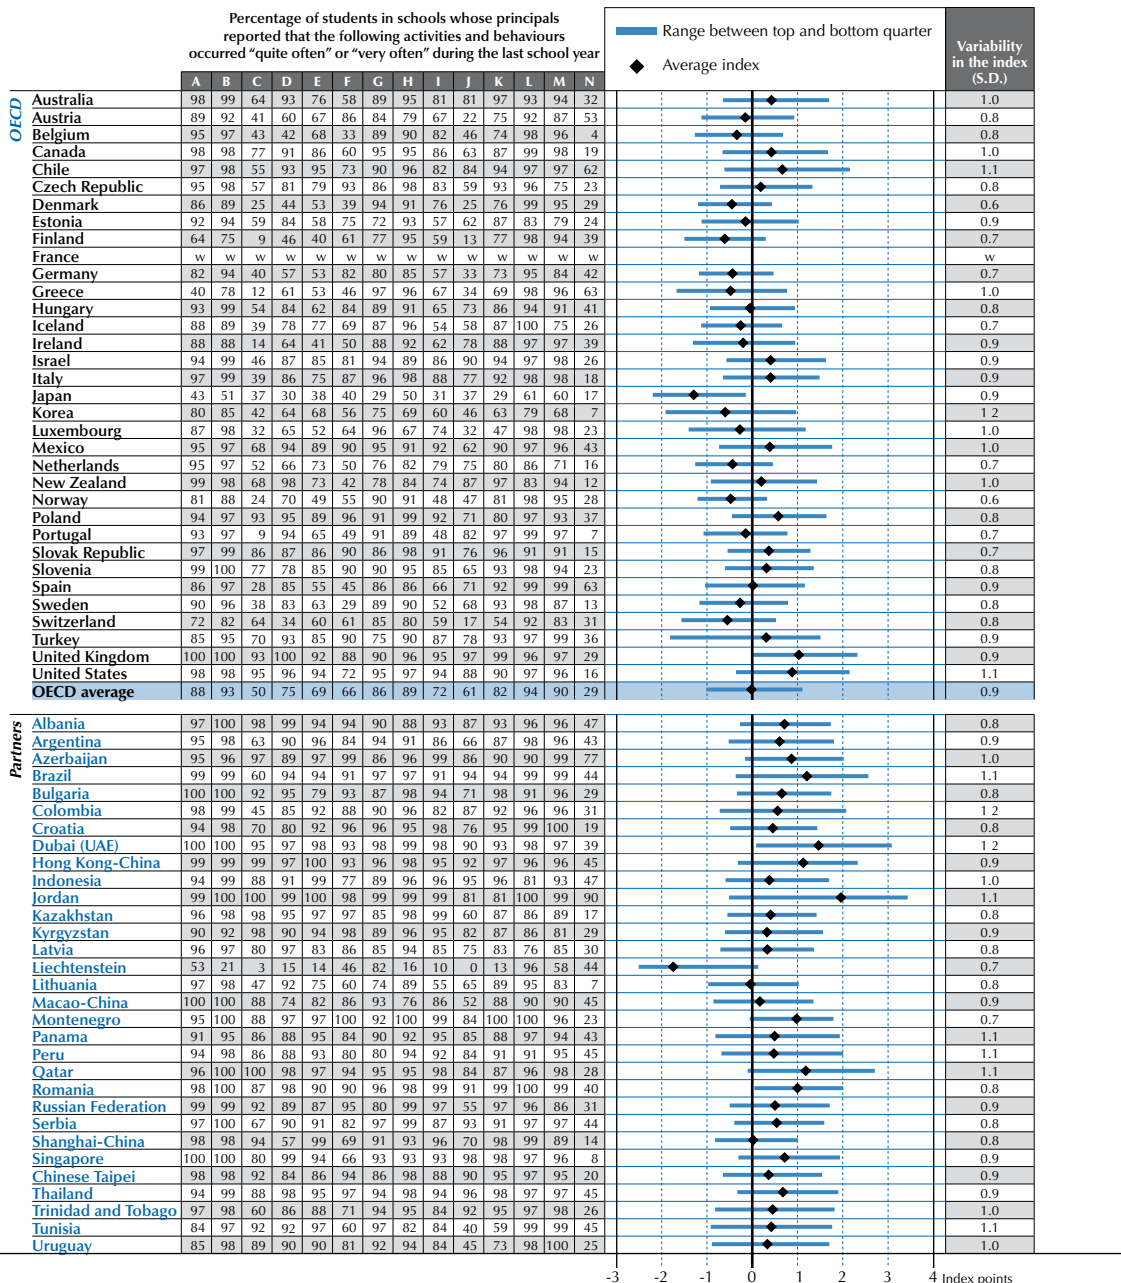 Percentage of students in schools whose principals
reported that the following activities and behaviours
occurred “quite often” or “very often” during the last school year
Range between top and bottom quarter
Average index
Variability
in the index
(S.D.)
A B C D E F G H I J K L M N
OECD
Australia 98 99 64 93 76 58 89 95 81 81 97 93 94 32 1.0
Austria 89 92 41 60 67 86 84 79 67 22 75 92 87 53 0.8
Belgium 95 97 43 42 68 33 89 90 82 46 74 98 96 4 0.8
Canada 98 98 77 91 86 60 95 95 86 63 87 99 98 19 1.0
Chile 97 98 55 93 95 73 90 96 82 84 94 97 97 62 1.1
Czech Republic 95 98 57 81 79 93 86 98 83 59 93 96 75 23 0.8
Denmark 86 89 25 44 53 39 94 91 76 25 76 99 95 29 0.6
Estonia 92 94 59 84 58 75 72 93 57 62 87 83 79 24 0.9
Finland 64 75 9 46 40 61 77 95 59 13 77 98 94 39 0.7
France w w w w w w w w w w w w w w w
Germany 82 94 40 57 53 82 80 85 57 33 73 95 84 42 0.7
Greece 40 78 12 61 53 46 97 96 67 34 69 98 96 63 1.0
Hungary 93 99 54 84 62 84 89 91 65 73 86 94 91 41 0.8
Iceland 88 89 39 78 77 69 87 96 54 58 87 100 75 26 0.7
Ireland 88 88 14 64 41 50 88 92 62 78 88 97 97 39 0.9
Israel 94 99 46 87 85 81 94 89 86 90 94 97 98 26 0.9
Italy 97 99 39 86 75 87 96 98 88 77 92 98 98 18 0.9
Japan 43 51 37 30 38 40 29 50 31 37 29 61 60 17 0.9
Korea 80 85 42 64 68 56 75 69 60 46 63 79 68 7 1 2
Luxembourg 87 98 32 65 52 64 96 67 74 32 47 98 98 23 1.0
Mexico 95 97 68 94 89 90 95 91 92 62 90 97 96 43 1.0
Netherlands 95 97 52 66 73 50 76 82 79 75 80 86 71 16 0.7
New Zealand 99 98 68 98 73 42 78 84 74 87 97 83 94 12 1.0
Norway 81 88 24 70 49 55 90 91 48 47 81 98 95 28 0.6
Poland 94 97 93 95 89 96 91 99 92 71 80 97 93 37 0.8
Portugal 93 97 9 94 65 49 91 89 48 82 97 99 97 7 0.7
Slovak Republic 97 99 86 87 86 90 86 98 91 76 96 91 91 15 0.7
Slovenia 99 100 77 78 85 90 90 95 85 65 93 98 94 23 0.8
Spain 86 97 28 85 55 45 86 86 66 71 92 99 99 63 0.9
Sweden 90 96 38 83 63 29 89 90 52 68 93 98 87 13 0.8
Switzerland 72 82 64 34 60 61 85 80 59 17 54 92 83 31 0.8
Turkey 85 95 70 93 85 90 75 90 87 78 93 97 99 36 0.9
United Kingdom 100 100 93 100 92 88 90 96 95 97 99 96 97 29 0.9
United States 98 98 95 96 94 72 95 97 94 88 90 97 96 16 1.1
OECD average 88 93 50 75 69 66 86 89 72 61 82 94 90 29 0.9
Partners
Albania 97 100 98 99 94 94 90 88 93 87 93 96 96 47 0.8
Argentina 95 98 63 90 96 84 94 91 86 66 87 98 96 43 0.9
Azerbaijan 95 96 97 89 97 99 86 96 99 86 90 90 99 77 1.0
Brazil 99 99 60 94 94 91 97 97 91 94 94 99 99 44 1.1
Bulgaria 100 100 92 95 79 93 87 98 94 71 98 91 96 29 0.8
Colombia 98 99 45 85 92 88 90 96 82 87 92 96 96 31 1 2
Croatia 94 98 70 80 92 96 96 95 98 76 95 99 100 19 0.8
Dubai (UAE) 100 100 95 97 98 93 98 99 98 90 93 98 97 39 1 2
Hong Kong-China 99 99 99 97 100 93 96 98 95 92 97 96 96 45 0.9
Indonesia 94 99 88 91 99 77 89 96 96 95 96 81 93 47 1.0
Jordan 99 100 100 99 100 98 99 99 99 81 81 100 99 90 1.1
Kazakhstan 96 98 98 95 97 97 85 98 99 60 87 86 89 17 0.8
Kyrgyzstan 90 92 98 90 94 98 89 96 95 82 87 86 81 29 0.9
Latvia 96 97 80 97 83 86 85 94 85 75 83 76 85 30 0.8
Liechtenstein 53 21 3 15 14 46 82 16 10 0 13 96 58 44 0.7
Lithuania 97 98 47 92 75 60 74 89 55 65 89 95 83 7 0.8
Macao-China 100 100 88 74 82 86 93 76 86 52 88 90 90 45 0.9
Montenegro 95 100 88 97 97 100 92 100 99 84 100 100 96 23 0.7
Panama 91 95 86 88 95 84 90 92 95 85 88 97 94 43 1.1
Peru 94 98 86 88 93 80 80 94 92 84 91 91 95 45 1.1
Qatar 96 100 100 98 97 94 95 95 98 84 87 96 98 28 1.1
Romania 98 100 87 98 90 90 96 98 99 91 99 100 99 40 0.8
Russian Federation 99 99 92 89 87 95 80 99 97 55 97 96 86 31 0.9
Serbia 97 100 67 90 91 82 97 99 87 93 91 97 97 44 0.8
Shanghai-China 98 98 94 57 99 69 91 93 96 70 98 99 89 14 0.8
Singapore 100 100 80 99 94 66 93 93 93 98 98 97 96 8 0.9
Chinese Taipei 98 98 92 84 86 94 86 98 88 90 95 97 95 20 0.9
Thailand 94 99 88 98 95 97 94 98 94 96 98 97 97 45 0.9
Trinidad and Tobago 97 98 60 86 88 71 94 95 84 92 95 97 98 26 1.0
Tunisia 84 97 92 92 97 60 97 82 84 40 59 99 99 45 1.1
Uruguay 85 98 89 90 90 81 92 94 84 45 73 98 100 25 1.0
-3 -2 -1 0 1 2 3 4 Index points